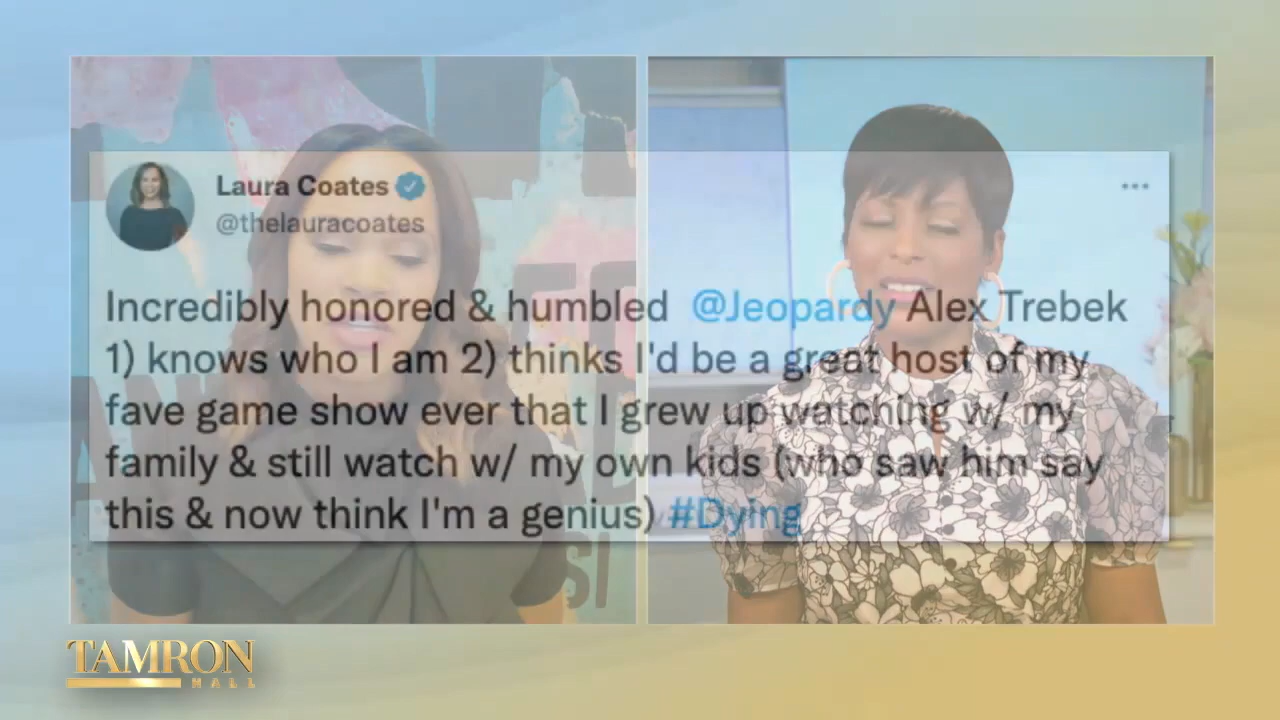 Laura Coates
@thelauracoates
Incredibly honored & humbled @Jeopardy Alex Trebek
1) knows who I am 2) thinks I'd be a great host of my
fave game show ever that I grew up watching w/ my
family & still watch w/ my own kids (who saw him say
this & now think I'm a genius) #Dying
TAMRON
HALL